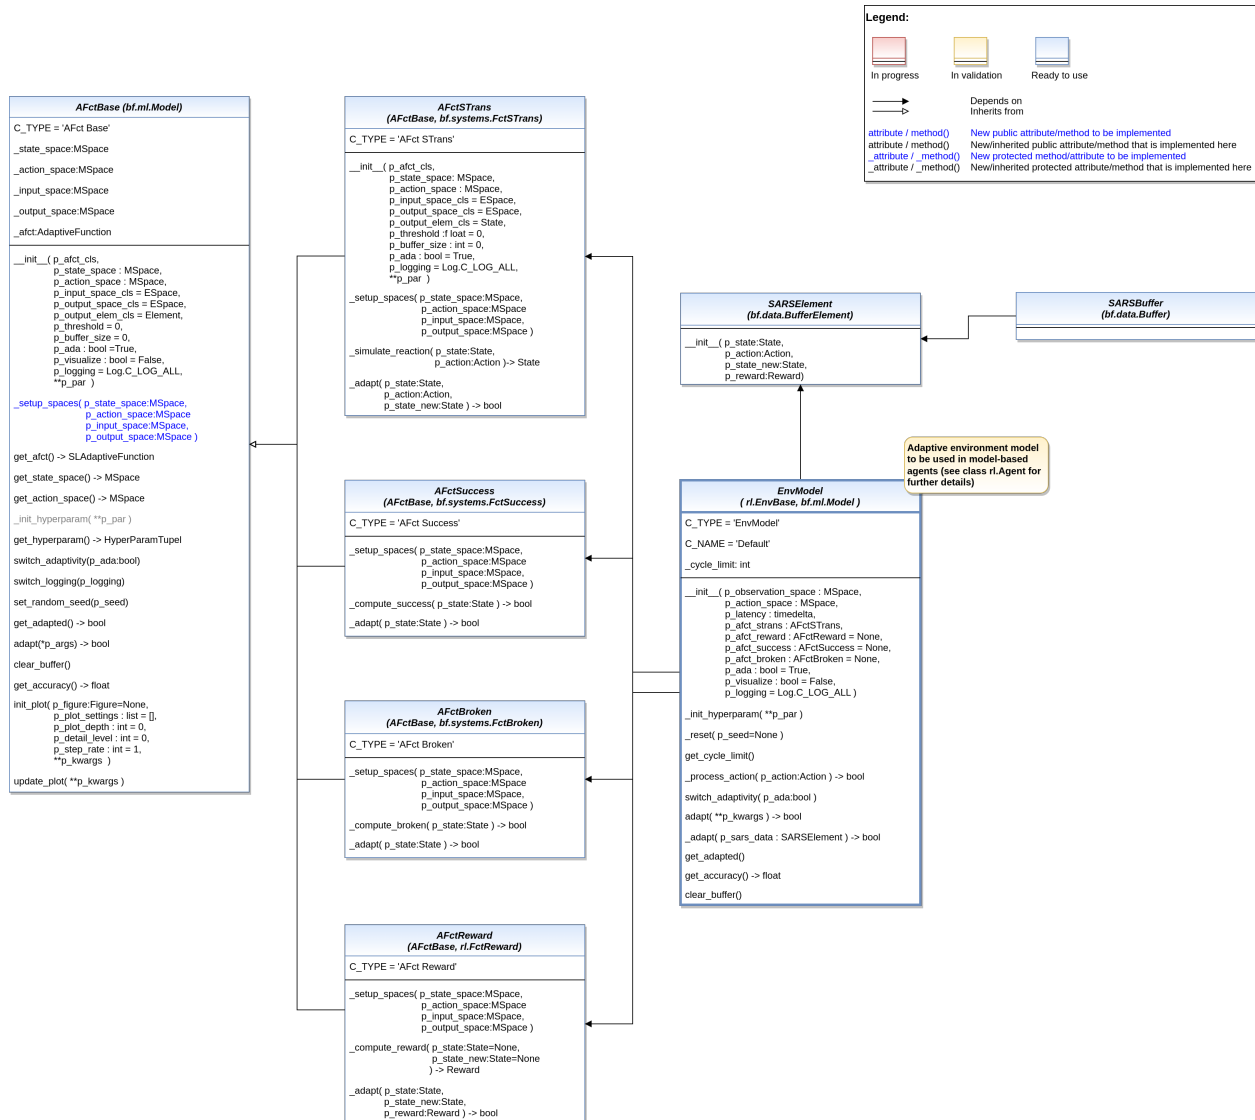 Legend:
In progress
In validation
Ready to use
Depends on
Inherits from
attribute / method() New public attribute/method to be implemented
attribute / method() New/inherited public attribute/method that is implemented here
_attribute / _method() New protected method/attribute to be implemented
_attribute / _method() New/inherited protected attribute/method that is implemented here
AFctBase (bf.ml.Model)
C_TYPE = 'AFct Base'
_state_space:MSpace
_action_space:MSpace
_input_space:MSpace
_output_space:MSpace
_afct:AdaptiveFunction
__init__( p_afct_cls,
p_state_space : MSpace,
p_action_space : MSpace,
p_input_space_cls = ESpace,
p_output_space_cls = ESpace,
p_output_elem_cls = Element,
p_threshold = 0,
p_buffer_size = 0,
p_ada : bool =True,
p_visualize : bool = False,
p_logging = Log.C_LOG_ALL,
**p_par )
_setup_spaces( p_state_space:MSpace,
p_action_space:MSpace
p_input_space:MSpace,
p_output_space:MSpace )
get_afct() -> SLAdaptiveFunction
get_state_space() -> MSpace
get_action_space() -> MSpace
_init_hyperparam( **p_par )
get_hyperparam() -> HyperParamTupel
switch_adaptivity(p_ada:bool)
switch_logging(p_logging)
set_random_seed(p_seed)
get_adapted() -> bool
adapt(*p_args) -> bool
clear_buffer()
get_accuracy() -> float
init_plot( p_figure:Figure=None,
p_plot_settings : list = [],
p_plot_depth : int = 0,
p_detail_level : int = 0,
p_step_rate : int = 1,
**p_kwargs )
update_plot( **p_kwargs )
AFctSTrans
(AFctBase, bf.systems.FctSTrans)
C_TYPE = 'AFct STrans'
__init__( p_afct_cls,
p_state_space: MSpace,
p_action_space : MSpace,
p_input_space_cls = ESpace,
p_output_space_cls = ESpace,
p_output_elem_cls = State,
p_threshold :f loat = 0,
p_buffer_size : int = 0,
p_ada : bool = True,
p_logging = Log.C_LOG_ALL,
**p_par )
_setup_spaces( p_state_space:MSpace,
p_action_space:MSpace
p_input_space:MSpace,
p_output_space:MSpace )
_simulate_reaction( p_state:State,
p_action:Action )-> State
_adapt( p_state:State,
p_action:Action,
p_state_new:State ) -> bool
AFctSuccess
(AFctBase, bf.systems.FctSuccess)
C_TYPE = 'AFct Success'
_setup_spaces( p_state_space:MSpace,
p_action_space:MSpace
p_input_space:MSpace,
p_output_space:MSpace )
_compute_success( p_state:State ) -> bool
_adapt( p_state:State ) -> bool
AFctBroken
(AFctBase, bf.systems.FctBroken)
C_TYPE = 'AFct Broken'
_setup_spaces( p_state_space:MSpace,
p_action_space:MSpace
p_input_space:MSpace,
p_output_space:MSpace )
_compute_broken( p_state:State ) -> bool
_adapt( p_state:State ) -> bool
AFctReward
(AFctBase, rl.FctReward)
C_TYPE = 'AFct Reward'
_setup_spaces( p_state_space:MSpace,
p_action_space:MSpace
p_input_space:MSpace,
p_output_space:MSpace )
_compute_reward( p_state:State=None,
p_state_new:State=None
) -> Reward
_adapt( p_state:State,
p_state_new:State,
p_reward:Reward ) -> bool
SARSElement
(bf.data.BufferElement)
__init__( p_state:State,
p_action:Action,
p_state_new:State,
p_reward:Reward)
SARSBuffer
(bf.data.Buffer)
Adaptive environment model
to be used in model-based
agents (see class rl.Agent for
further details)
EnvModel
( rl.EnvBase, bf.ml.Model )
C_TYPE = 'EnvModel'
C_NAME = 'Default'
_cycle_limit: int
__init__( p_observation_space : MSpace,
p_action_space : MSpace,
p_latency : timedelta,
p_afct_strans : AFctSTrans,
p_afct_reward : AFctReward = None,
p_afct_success : AFctSuccess = None,
p_afct_broken : AFctBroken = None,
p_ada : bool = True,
p_visualize : bool = False,
p_logging = Log.C_LOG_ALL )
_init_hyperparam( **p_par )
_reset( p_seed=None )
get_cycle_limit()
_process_action( p_action:Action ) -> bool
switch_adaptivity( p_ada:bool )
adapt( **p_kwargs ) -> bool
_adapt( p_sars_data : SARSElement ) -> bool
get_adapted()
get_accuracy() -> float
clear_buffer()